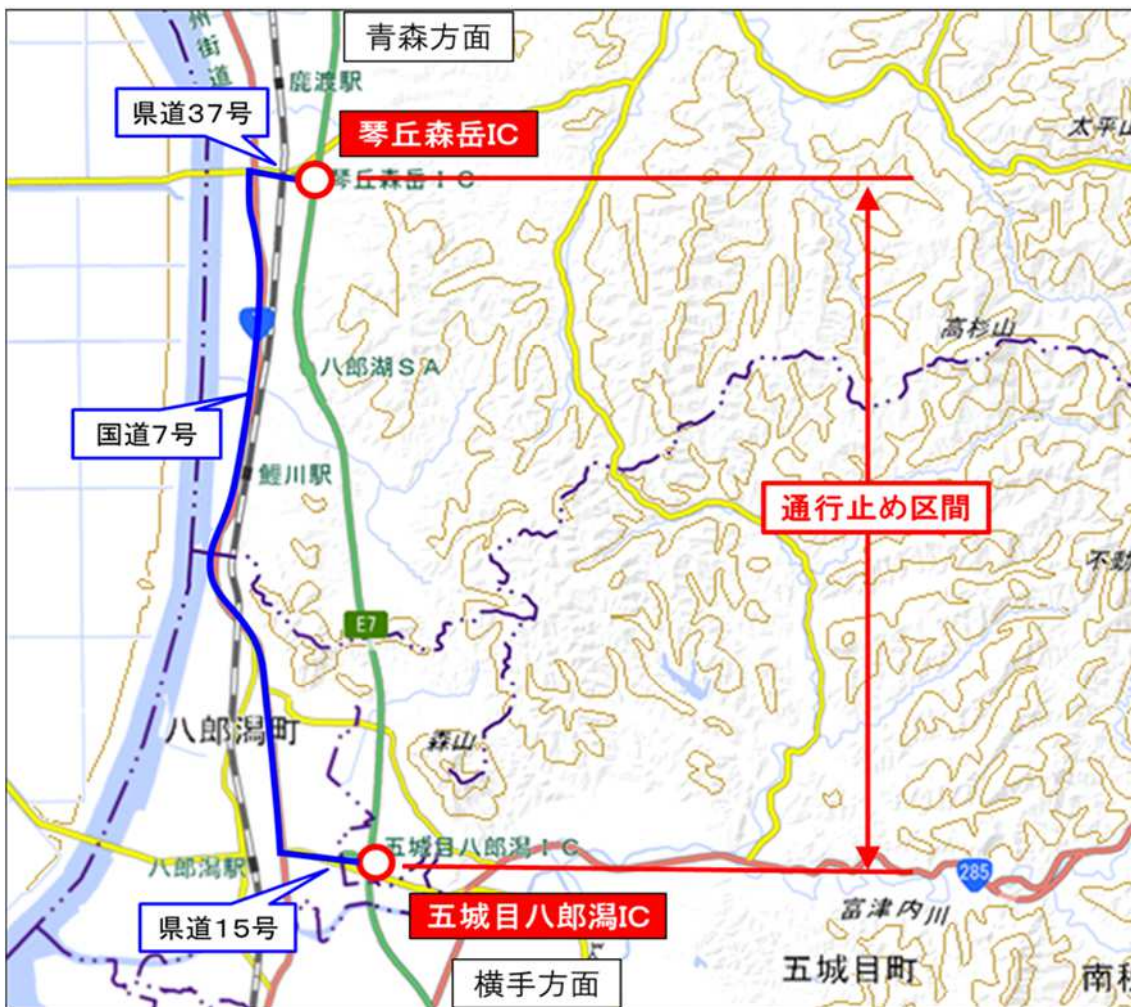 青森方面
州街道
鹿渡駅
県道37号
琴丘森岳IC
太平山
琴丘森岳IC
高杉山
八郎湖SA
国道7号
鯉川駅
通行止め区間
E7
八郎潟町
森山
五城目八郎潟IC
八郎潟駅
285
県道15号
五城目八郎潟IC
富津内川
横手方面
五城目町